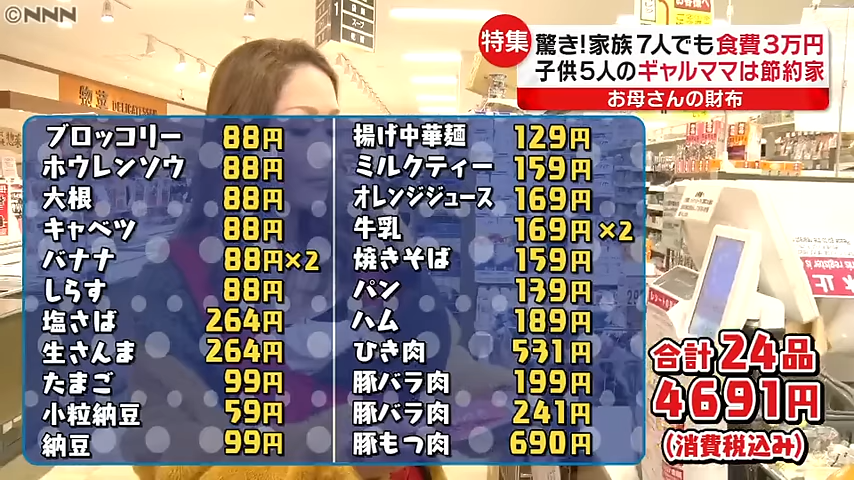 NNN
特集
驚き!家族7人でも食費3万円
子供5人のギャルママは節約家
お母さんの財布
惣菜
DELICATESSEN
ブロッコリー 88円
ホウレンソウ 88円
大根 88円
キャベツ 88円
バナナ 88円×2
しらす 88円
塩さば 264円
生さんま 264円
たまご 99円
小粒納豆 59円
納豆 99円
揚げ中華麺 129円
ミルクティー 159円
オレンジジュース 169円
牛乳 169円×2
焼きそば 159円
パン 139円
ハム 189円
ひき肉 531円
豚バラ肉 199円
豚バラ肉 241円
豚もつ肉 690円
合計24品
4691円
(消費税込み)